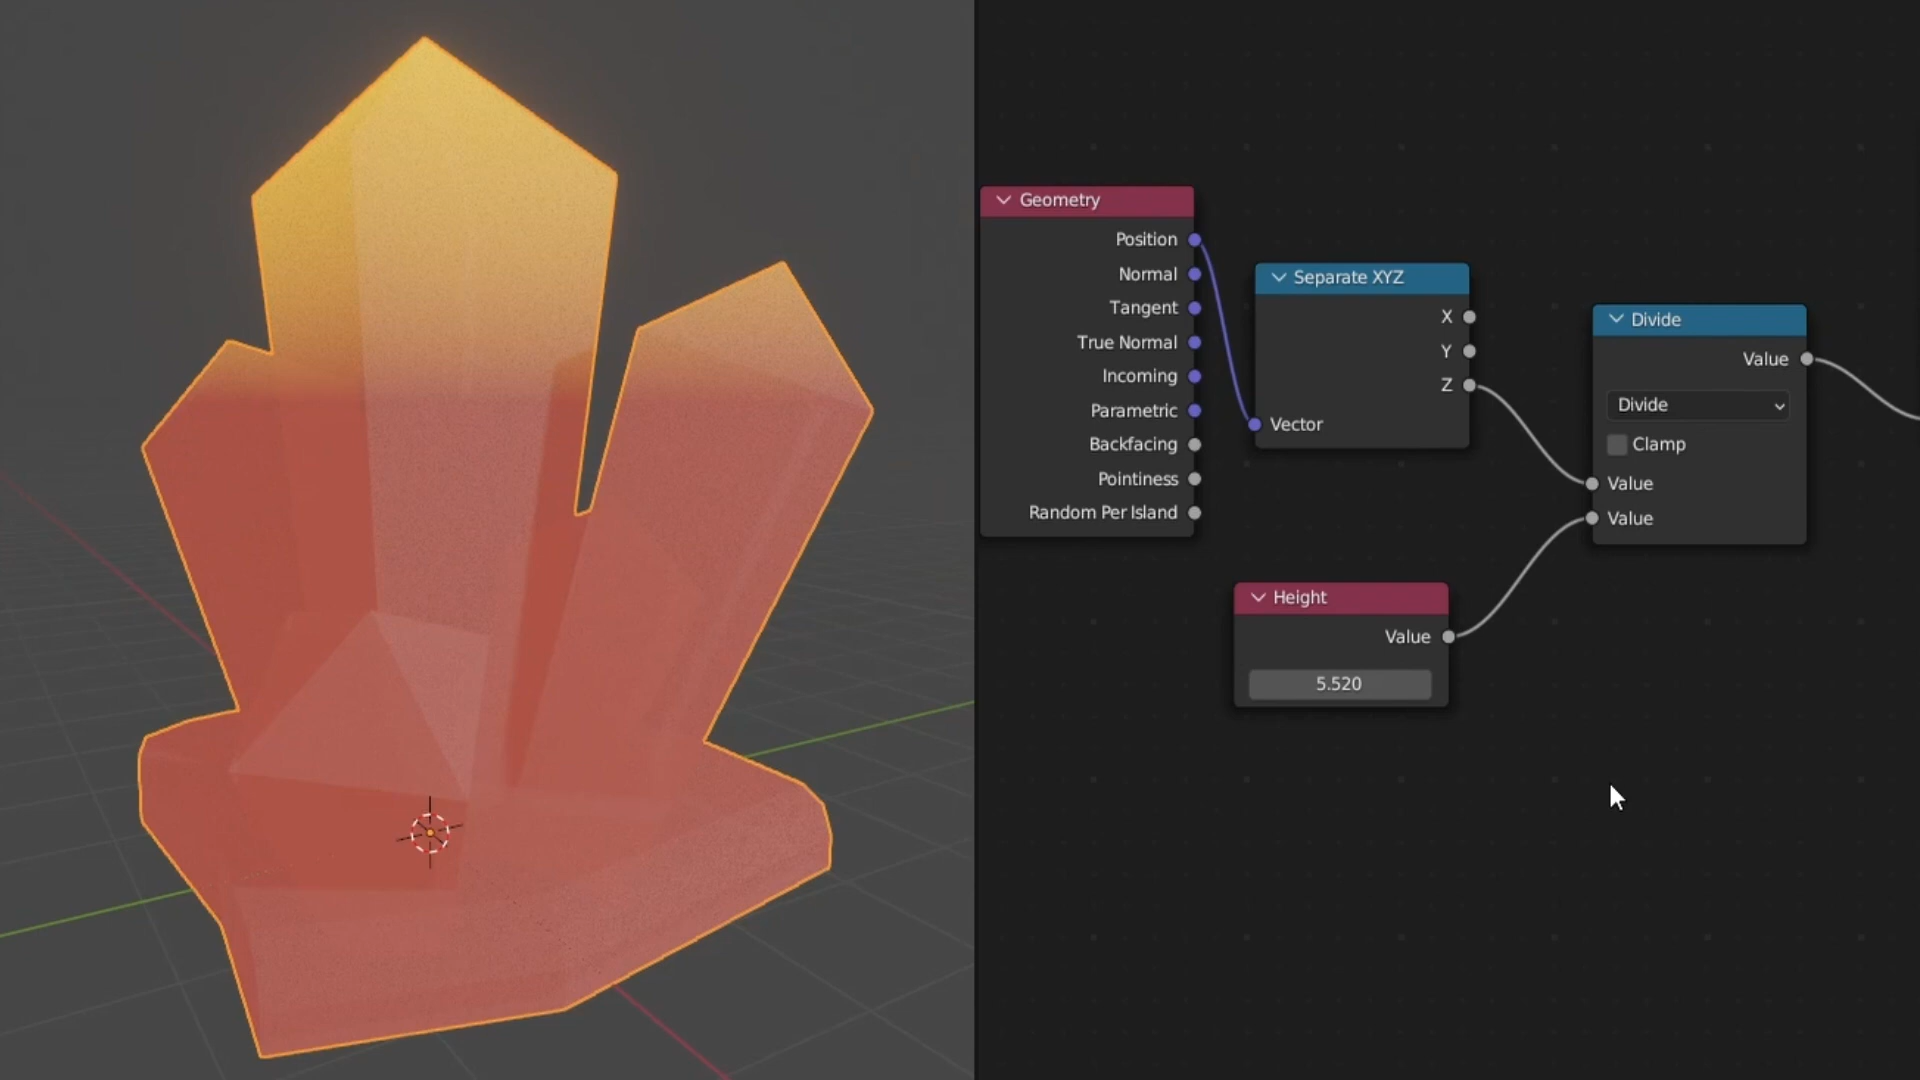 Geometry
Position
Normal
Tangent
True Normal
Incoming
Parametric
Backfacing
Pointiness
Random Per Island
Separate XYZ
X
Y
Z
Vector
Height
Value
5.520
Divide
Value
Divide
Clamp
Value
Value